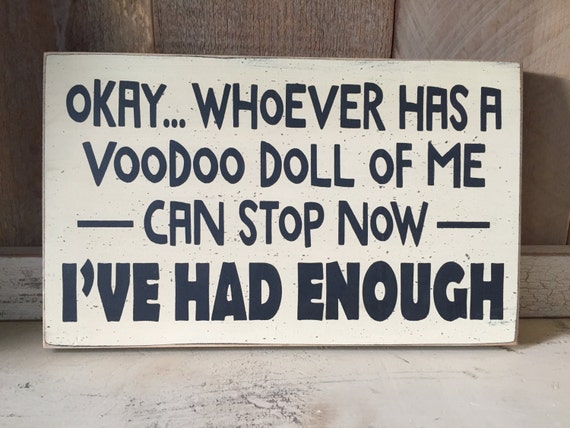 OKAY... WHOEVER HAS A
VOODOO DOLL OF ME
— CAN STOP NOW —
I'VE HAD ENOUGH